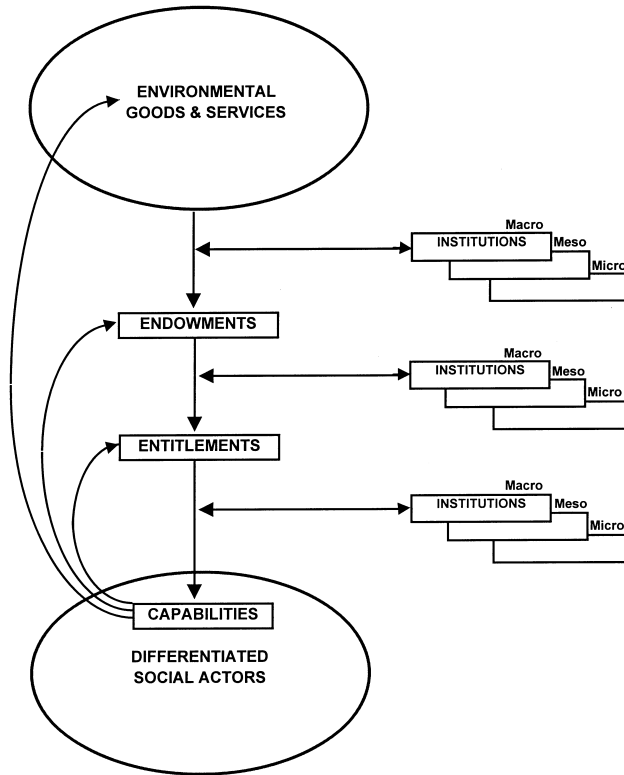 ENVIRONMENTAL
GOODS & SERVICES
Macro
INSTITUTIONS
Meso
Micro
ENDOWMENTS
Macro
INSTITUTIONS
Meso
Micro
ENTITLEMENTS
Macro
INSTITUTIONS
Meso
Micro
CAPABILITIES
DIFFERENTIATED
SOCIAL ACTORS